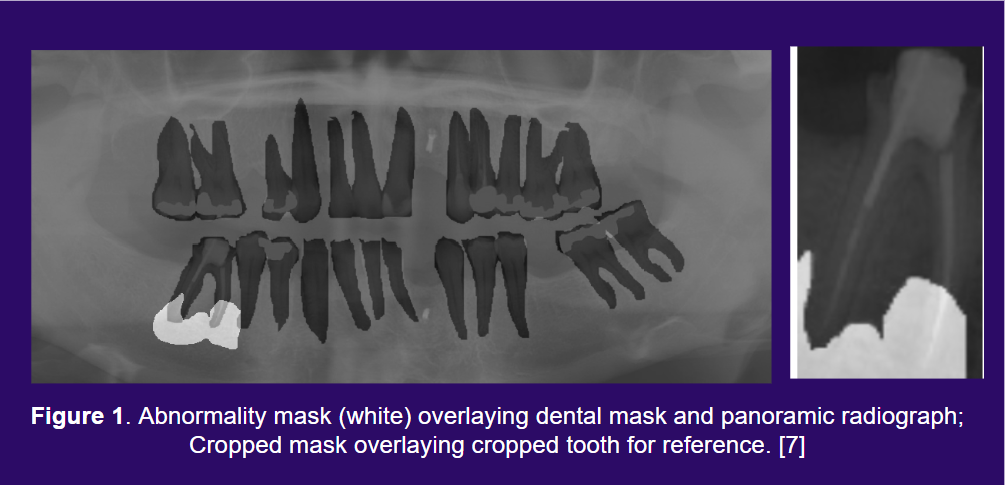 Figure 1. Abnormality mask (white) overlaying dental mask and panoramic radiograph;
Cropped mask overlaying cropped tooth for reference. [7]